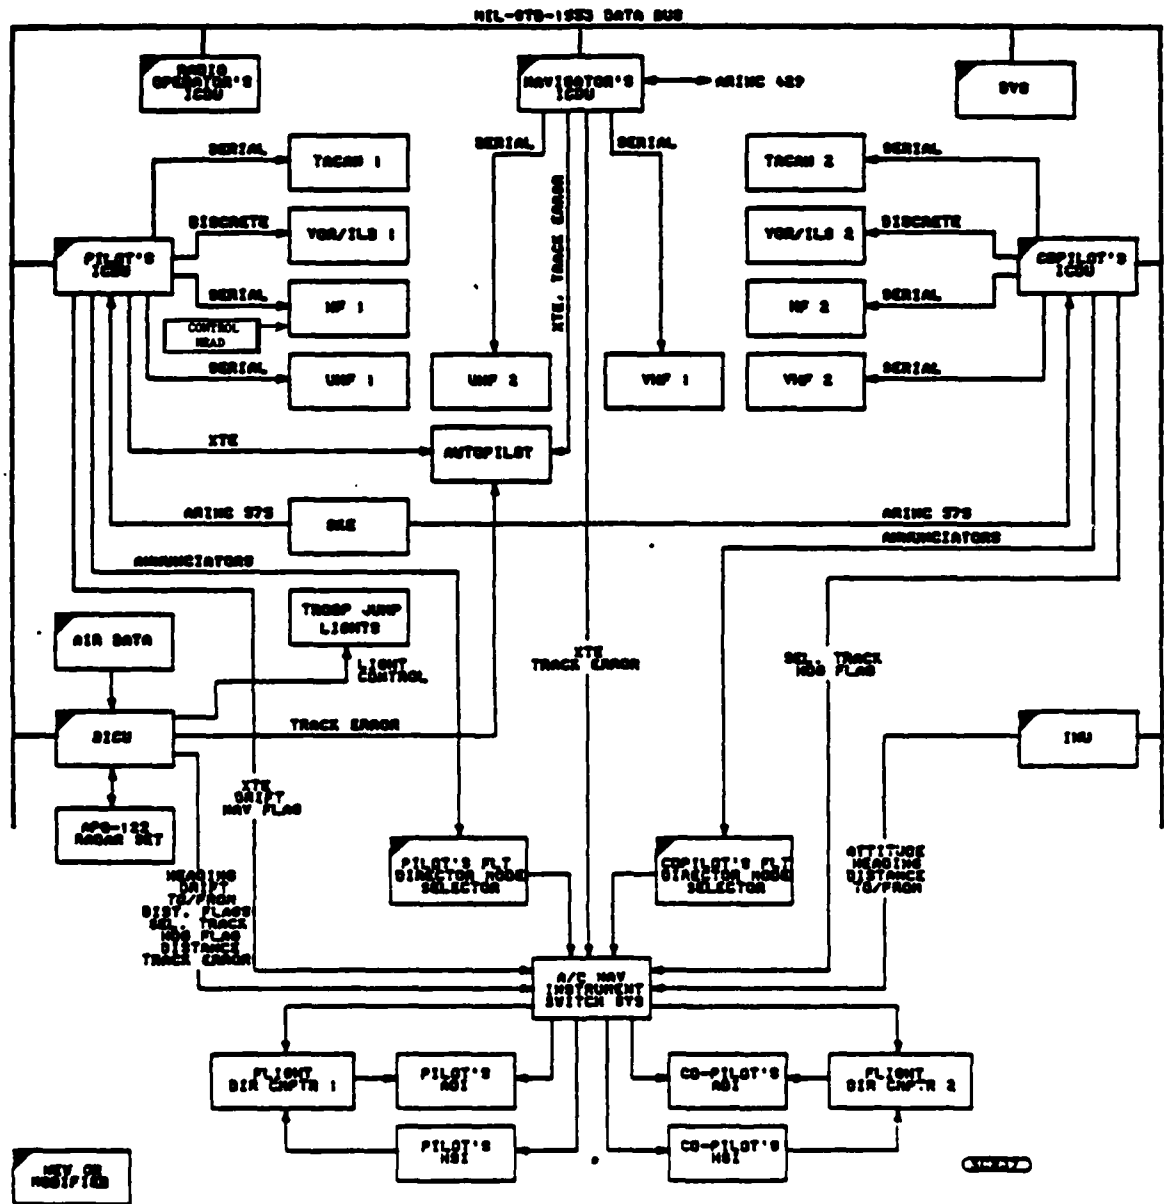 MIL-STD-1553 DATA BUS
RADIO
OPERATOR'S
ICDU
NAVIGATOR'S
ICDU
ARINC 429
SVS
SERIAL
TACAN 1
SERIAL
SERIAL
TACAN 2
SERIAL
DISCRETE
VOR/ILS 1
XTE, TRACK ERROR
VOR/ILS 2
DISCRETE
PILOT'S
ICDU
COPILOT'S
ICDU
SERIAL
HF 1
HF 2
SERIAL
CONTROL
HEAD
SERIAL
UHF 1
UHF 2
VHF 1
VHF 2
SERIAL
XTE
AUTOPILOT
ARINC 575
SKE
ARINC 575
ANNUNCIATORS
ANNUNCIATORS
TROOP JUMP
LIGHTS
AIR DATA
LIGHT
CONTROL
XTE
TRACK ERROR
SEL. TRACK
HDG FLAG
BICU
TRACK ERROR
INU
XTE
DRIFT
NAV FLAG
APQ-122
RADAR SET
PILOT'S FLT
DIRECTOR MODE
SELECTOR
COPILOT'S FLT
DIRECTOR MODE
SELECTOR
ATTITUDE
HEADING
DISTANCE
TO/FROM
HEADING
DRIFT
TO/FROM
DIST. FLAGS
SEL. TRACK
HDG FLAG
DISTANCE
TRACK ERROR
A/C NAV
INSTRUMENT
SWITCH SYS
FLIGHT
DIR CMPTR 1
PILOT'S
ADI
CO-PILOT'S
ADI
FLIGHT
DIR CMPTR 2
PILOT'S
HSI
CO-PILOT'S
HSI
NEW OR
MODIFIED